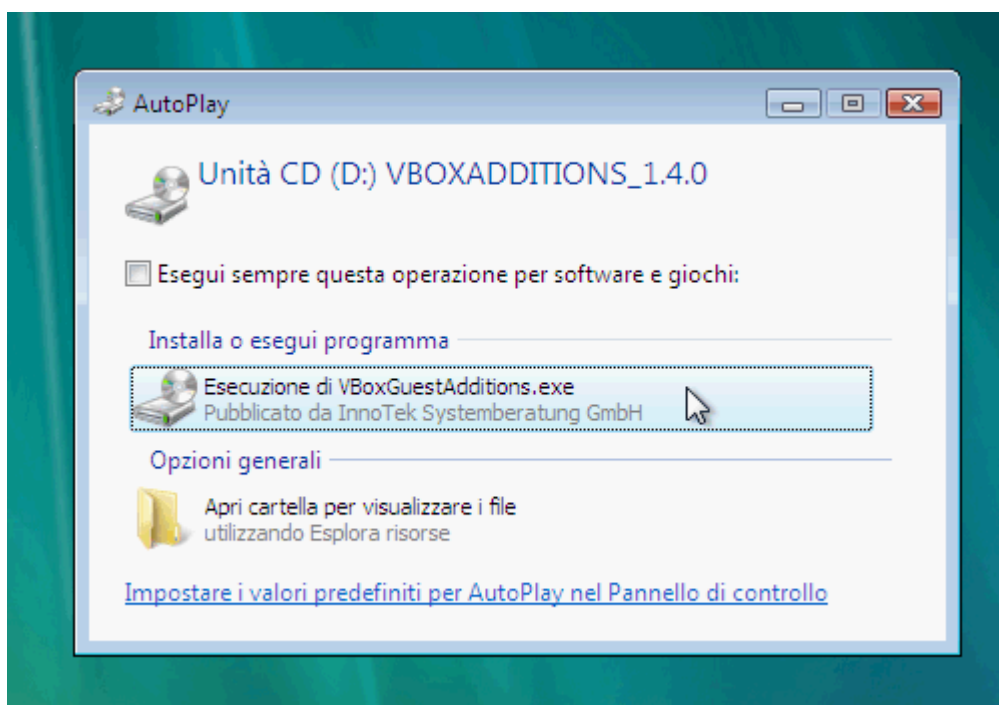 AutoPlay
Unità CD (D:) VBOXADDITIONS_1.4.0
Esegui sempre questa operazione per software e giochi:
Installa o esegui programma
Esecuzione di VBoxGuestAdditions.exe
Pubblicato da InnoTek Systemberatung GmbH
Opzioni generali
Apri cartella per visualizzare i file
utilizzando Esplora risorse
Impostare i valori predefiniti per AutoPlay nel Pannello di controllo